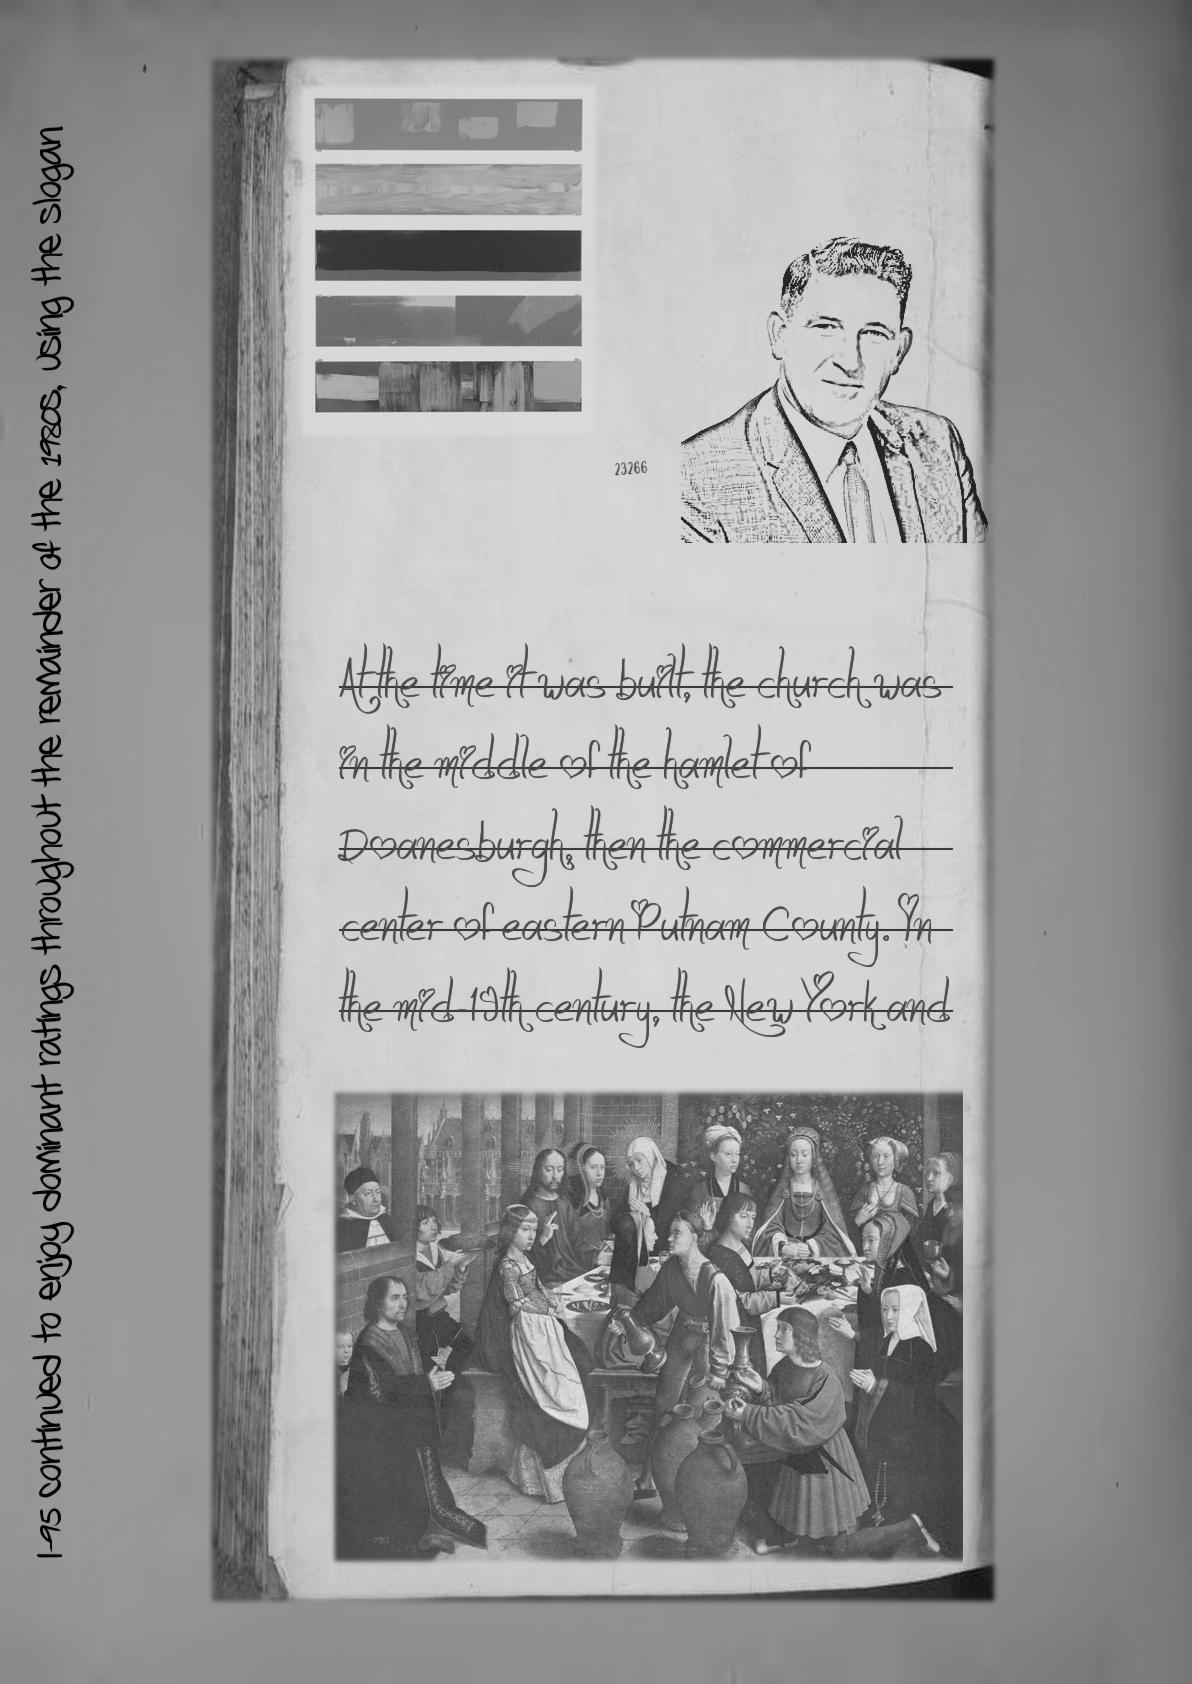 I-95 continued to enjoy dominant ratings throughout the remainder of the 1980s, using the slogan
23266
At the time it was built, the church was
in the middle of the hamlet of
Doanesburgh, then the commercial
center of eastern Putnam County. In
the mid-19th century, the New York and